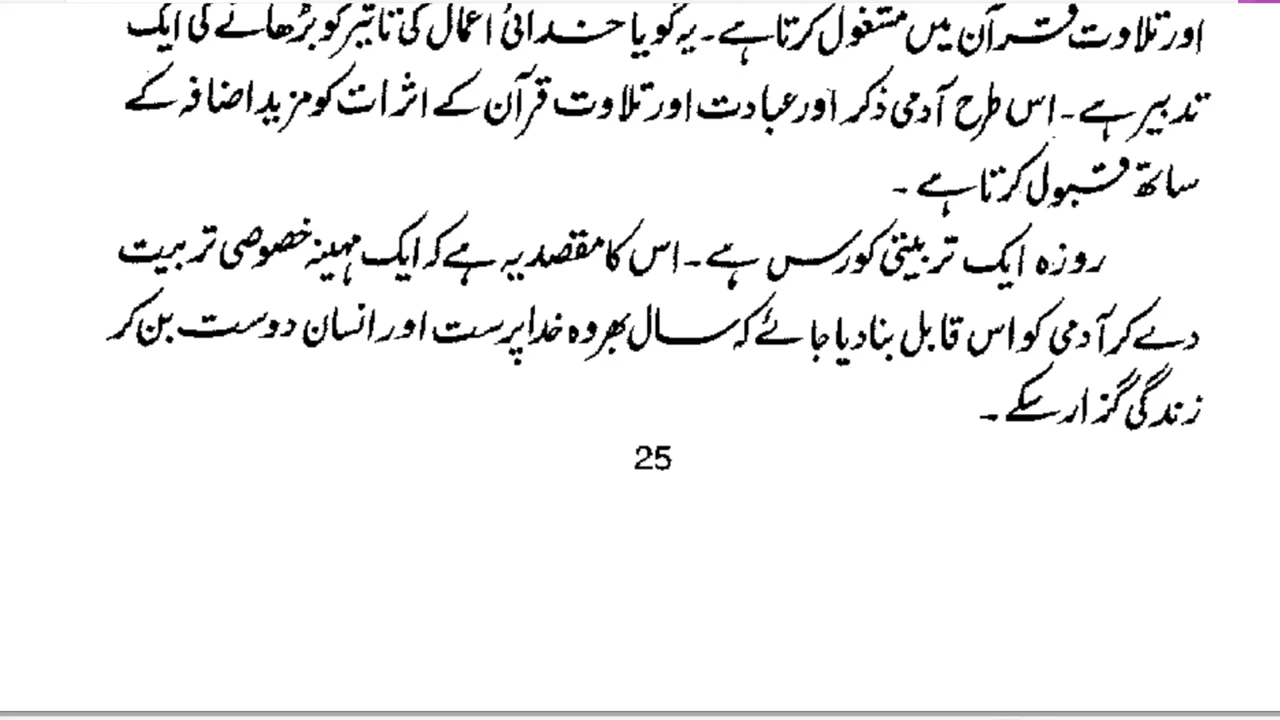 اور تلاوت قرآن میں مشغول کرتا ہے۔ یہ گویا خدائی اعمال کی تاثیر کو بڑھانے کی ایک
تدبیر ہے۔ اس طرح آدمی ذکر اور عبادت اور تلاوت قرآن کے اثرات کو مزید اضافہ کے
ساتھ قبول کرتا ہے۔
روزہ ایک تربیتی کورس ہے۔ اس کا مقصد یہ ہے کہ ایک مہینہ خصوصی تربیت
دے کر آدمی کو اس قابل بنا دیا جائے کہ سال بھر وہ خدا پرست اور انسان دوست بن کر
زندگی گزار سکے۔
25